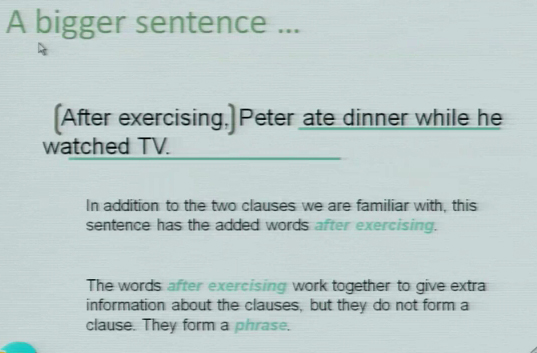 A bigger sentence ...
(After exercising,) Peter ate dinner while he
watched TV.
In addition to the two clauses we are familiar with, this
sentence has the added words after exercising.
The words after exercising work together to give extra
information about the clauses, but they do not form a
clause. They form a phrase.